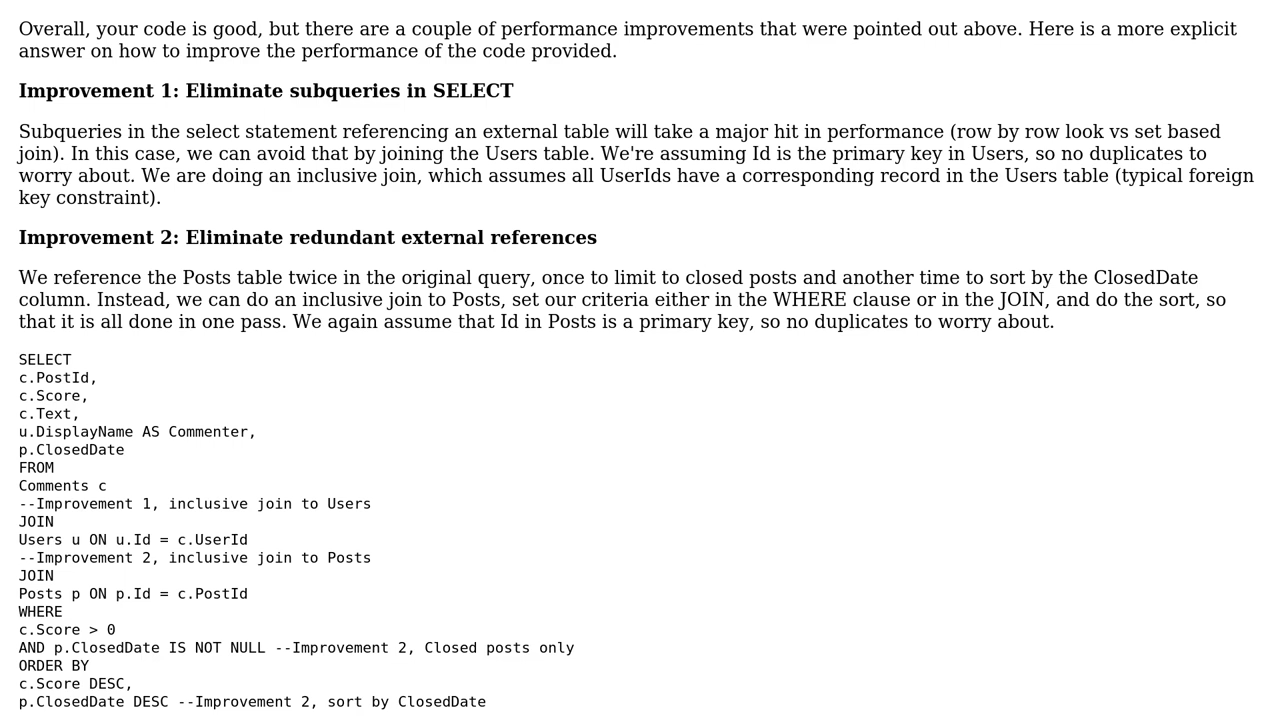 Overall, your code is good, but there are a couple of performance improvements that were pointed out above. Here is a more explicit
answer on how to improve the performance of the code provided.
Improvement 1: Eliminate subqueries in SELECT
Subqueries in the select statement referencing an external table will take a major hit in performance (row by row look vs set based
join). In this case, we can avoid that by joining the Users table. We're assuming Id is the primary key in Users, so no duplicates to
worry about. We are doing an inclusive join, which assumes all UserIds have a corresponding record in the Users table (typical foreign
key constraint).
Improvement 2: Eliminate redundant external references
We reference the Posts table twice in the original query, once to limit to closed posts and another time to sort by the ClosedDate
column. Instead, we can do an inclusive join to Posts, set our criteria either in the WHERE clause or in the JOIN, and do the sort, so
that it is all done in one pass. We again assume that Id in Posts is a primary key, so no duplicates to worry about.
SELECT
c.PostId,
c.Score,
c.Text,
u.DisplayName AS Commenter,
p.ClosedDate
FROM
Comments c
--Improvement 1, inclusive join to Users
JOIN
Users u ON u.Id = c.UserId
--Improvement 2, inclusive join to Posts
JOIN
Posts p ON p.Id = c.PostId
WHERE
c.Score > 0
AND p.ClosedDate IS NOT NULL --Improvement 2, Closed posts only
ORDER BY
c.Score DESC,
p.ClosedDate DESC --Improvement 2, sort by ClosedDate